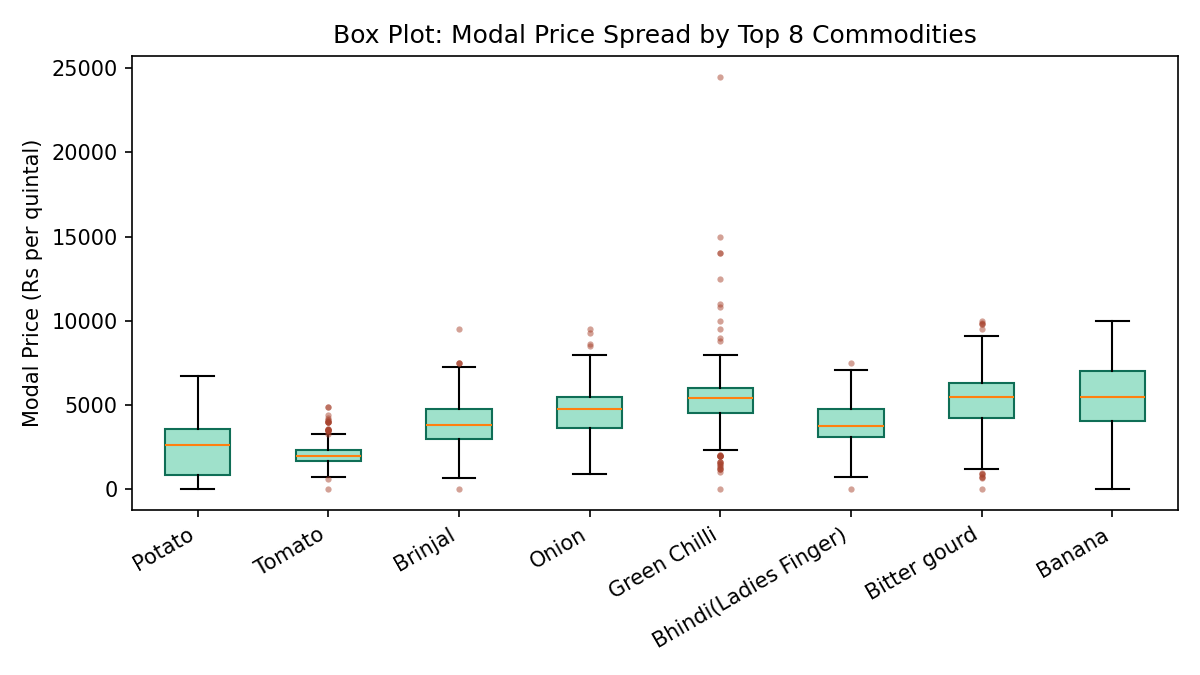 Box Plot: Modal Price Spread by Top 8 Commodities
Modal Price (Rs per quintal)
25000
20000
15000
10000
5000
0
Potato
Tomato
Brinjal
Onion
Green Chilli
Bhindi(Ladies Finger)
Bitter gourd
Banana